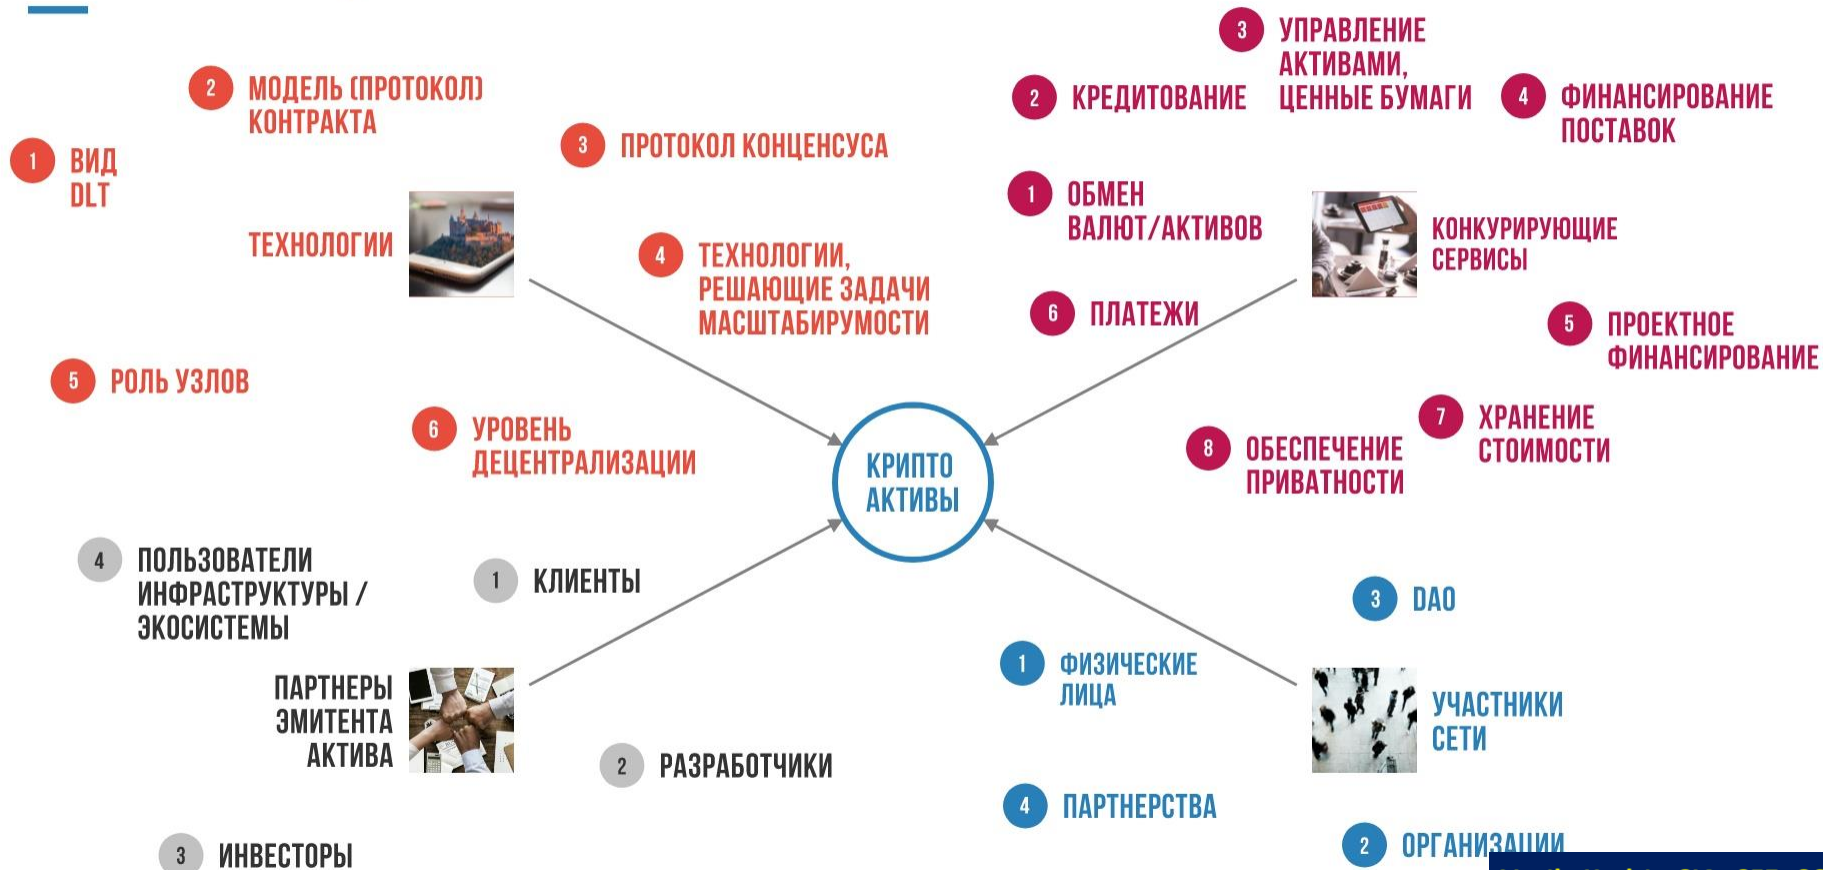 2
МОДЕЛЬ (ПРОТОКОЛ)
КОНТРАКТА
1
ВИД
DLT
3
ПРОТОКОЛ КОНЦЕНСУСА
ТЕХНОЛОГИИ
4
ТЕХНОЛОГИИ,
РЕШАЮЩИЕ ЗАДАЧИ
МАСШТАБИРУМОСТИ
5
РОЛЬ УЗЛОВ
6
УРОВЕНЬ
ДЕЦЕНТРАЛИЗАЦИИ
3
УПРАВЛЕНИЕ
АКТИВАМИ,
ЦЕННЫЕ БУМАГИ
2
КРЕДИТОВАНИЕ
4
ФИНАНСИРОВАНИЕ
ПОСТАВОК
1
ОБМЕН
ВАЛЮТ/АКТИВОВ
КОНКУРИРУЮЩИЕ
СЕРВИСЫ
6
ПЛАТЕЖИ
5
ПРОЕКТНОЕ
ФИНАНСИРОВАНИЕ
7
ХРАНЕНИЕ
СТОИМОСТИ
8
ОБЕСПЕЧЕНИЕ
ПРИВАТНОСТИ
КРИПТО
АКТИВЫ
4
ПОЛЬЗОВАТЕЛИ
ИНФРАСТРУКТУРЫ /
ЭКОСИСТЕМЫ
1
КЛИЕНТЫ
ПАРТНЕРЫ
ЭМИТЕНТА
АКТИВА
2
РАЗРАБОТЧИКИ
3
ИНВЕСТОРЫ
3
DAO
1
ФИЗИЧЕСКИЕ
ЛИЦА
УЧАСТНИКИ
СЕТИ
4
ПАРТНЕРСТВА
2
ОРГАНИЗАЦИИ